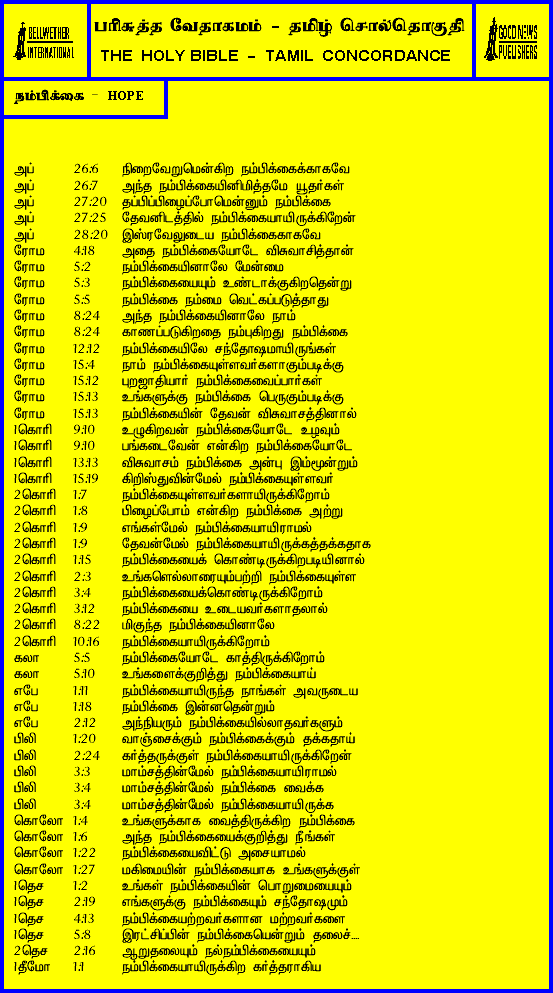 BELLWETHER
INTERNATIONAL
பரிசுத்த வேதாகமம் - தமிழ் சொல்தொகுதி
THE HOLY BIBLE - TAMIL CONCORDANCE
GOOD NEWS
PUBLISHERS
நம்பிக்கை - HOPE
அப் 26:6 நிறைவேறுமென்கிற நம்பிக்கைக்காகவே
அப் 26:7 அந்த நம்பிக்கையினிமித்தமே யூதர்கள்
அப் 27:20 தப்பிப்பிழைப்போமென்னும் நம்பிக்கை
அப் 27:25 தேவனிடத்தில் நம்பிக்கையாயிருக்கிறேன்
அப் 28:20 இஸ்ரவேலுடைய நம்பிக்கைகாகவே
ரோம 4:18 அதை நம்பிக்கையோடே விசுவாசித்தான்
ரோம 5:2 நம்பிக்கையினாலே மேன்மை
ரோம 5:3 நம்பிக்கையையும் உண்டாக்குகிறதென்று
ரோம 5:5 நம்பிக்கை நம்மை வெட்கப்படுத்தாது
ரோம 8:24 அந்த நம்பிக்கையினாலே நாம்
ரோம 8:24 காணப்படுகிறதை நம்புகிறது நம்பிக்கை
ரோம 12:12 நம்பிக்கையிலே சந்தோஷமாயிருங்கள்
ரோம 15:4 நாம் நம்பிக்கையுள்ளவர்களாகும்படிக்கு
ரோம 15:12 புறஜாதியார் நம்பிக்கைவைப்பார்கள்
ரோம 15:13 உங்களுக்கு நம்பிக்கை பெருகும்படிக்கு
ரோம 15:13 நம்பிக்கையின் தேவன் விசுவாசத்தினால்
1கொரி 9:10 உழுகிறவன் நம்பிக்கையோடே உழவும்
1கொரி 9:10 பங்கடைவேன் என்கிற நம்பிக்கையோடே
1கொரி 13:13 விசுவாசம் நம்பிக்கை அன்பு இம்மூன்றும்
1கொரி 15:19 கிறிஸ்துவின்மேல் நம்பிக்கையுள்ளவர்
2கொரி 1:7 நம்பிக்கையுள்ளவர்களாயிருக்கிறோம்
2கொரி 1:8 பிழைப்போம் என்கிற நம்பிக்கை அற்று
2கொரி 1:9 எங்கள்மேல் நம்பிக்கையாயிராமல்
2கொரி 1:9 தேவன்மேல் நம்பிக்கையாயிருக்கத்தக்கதாக
2கொரி 1:15 நம்பிக்கையைக் கொண்டிருக்கிறபடியினால்
2கொரி 2:3 உங்களெல்லாரையும்பற்றி நம்பிக்கையுள்ள
2கொரி 3:4 நம்பிக்கையைக்கொண்டிருக்கிறோம்
2கொரி 3:12 நம்பிக்கையை உடையவர்களாதலால்
2கொரி 8:22 மிகுந்த நம்பிக்கையினாலே
2கொரி 10:16 நம்பிக்கையாயிருக்கிறோம்
கலா 5:5 நம்பிக்கையோடே காத்திருக்கிறோம்
கலா 5:10 உங்களைக்குறித்து நம்பிக்கையாய்
எபே 1:11 நம்பிக்கையாயிருந்த நாங்கள் அவருடைய
எபே 1:18 நம்பிக்கை இன்னதென்றும்
எபே 2:12 அந்நியரும் நம்பிக்கையில்லாதவர்களும்
பிலி 1:20 வாஞ்சைக்கும் நம்பிக்கைக்கும் தக்கதாய்
பிலி 2:24 கர்த்தருக்குள் நம்பிக்கையாயிருக்கிறேன்
பிலி 3:3 மாம்சத்தின்மேல் நம்பிக்கையாயிராமல்
பிலி 3:4 மாம்சத்தின்மேல் நம்பிக்கை வைக்க
பிலி 3:4 மாம்சத்தின்மேல் நம்பிக்கையாயிருக்க
கொலோ 1:4 உங்களுக்காக வைத்திருக்கிற நம்பிக்கை
கொலோ 1:6 அந்த நம்பிக்கையைக்குறித்து நீங்கள்
கொலோ 1:22 நம்பிக்கையைவிட்டு அசையாமல்
கொலோ 1:27 மகிமையின் நம்பிக்கையாக உங்களுக்குள்
1தெச 1:2 உங்கள் நம்பிக்கையின் பொறுமையையும்
1தெச 2:19 எங்களுக்கு நம்பிக்கையும் சந்தோஷமும்
1தெச 4:13 நம்பிக்கையற்றவர்களான மற்றவர்களை
1தெச 5:8 இரட்சிப்பின் நம்பிக்கையென்றும் தலைச்....
2தெச 2:16 ஆறுதலையும் நல்நம்பிக்கையையும்
1தீமோ 1:1 நம்பிக்கையாயிருக்கிற கர்த்தராகிய